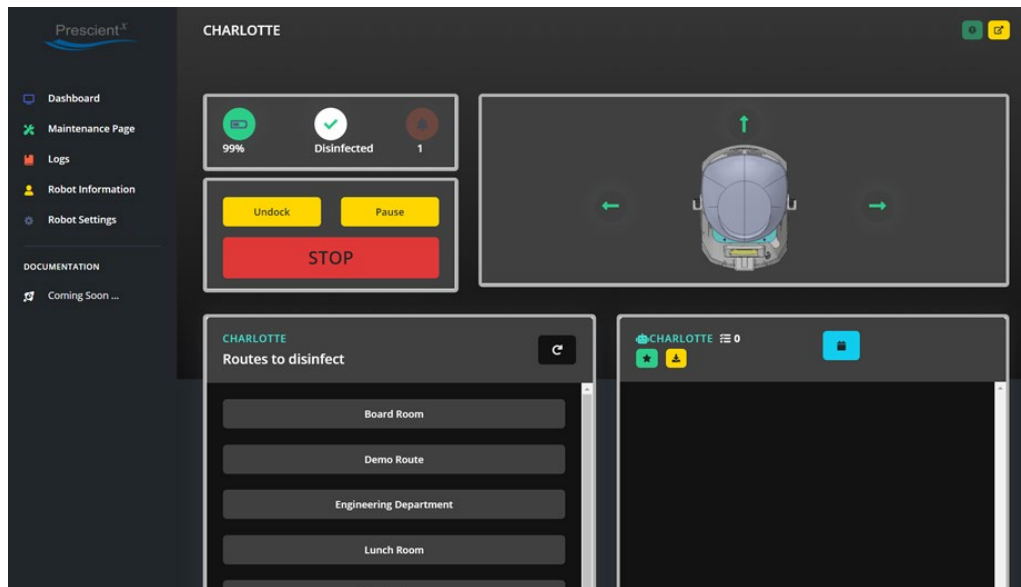 PrescientX
CHARLOTTE
Dashboard
Maintenance Page
Logs
Robot Information
Robot Settings
DOCUMENTATION
Coming Soon ...
99%
Disinfected
1
Undock
Pause
STOP
CHARLOTTE
Routes to disinfect
Board Room
Demo Route
Engineering Department
Lunch Room
CHARLOTTE 0